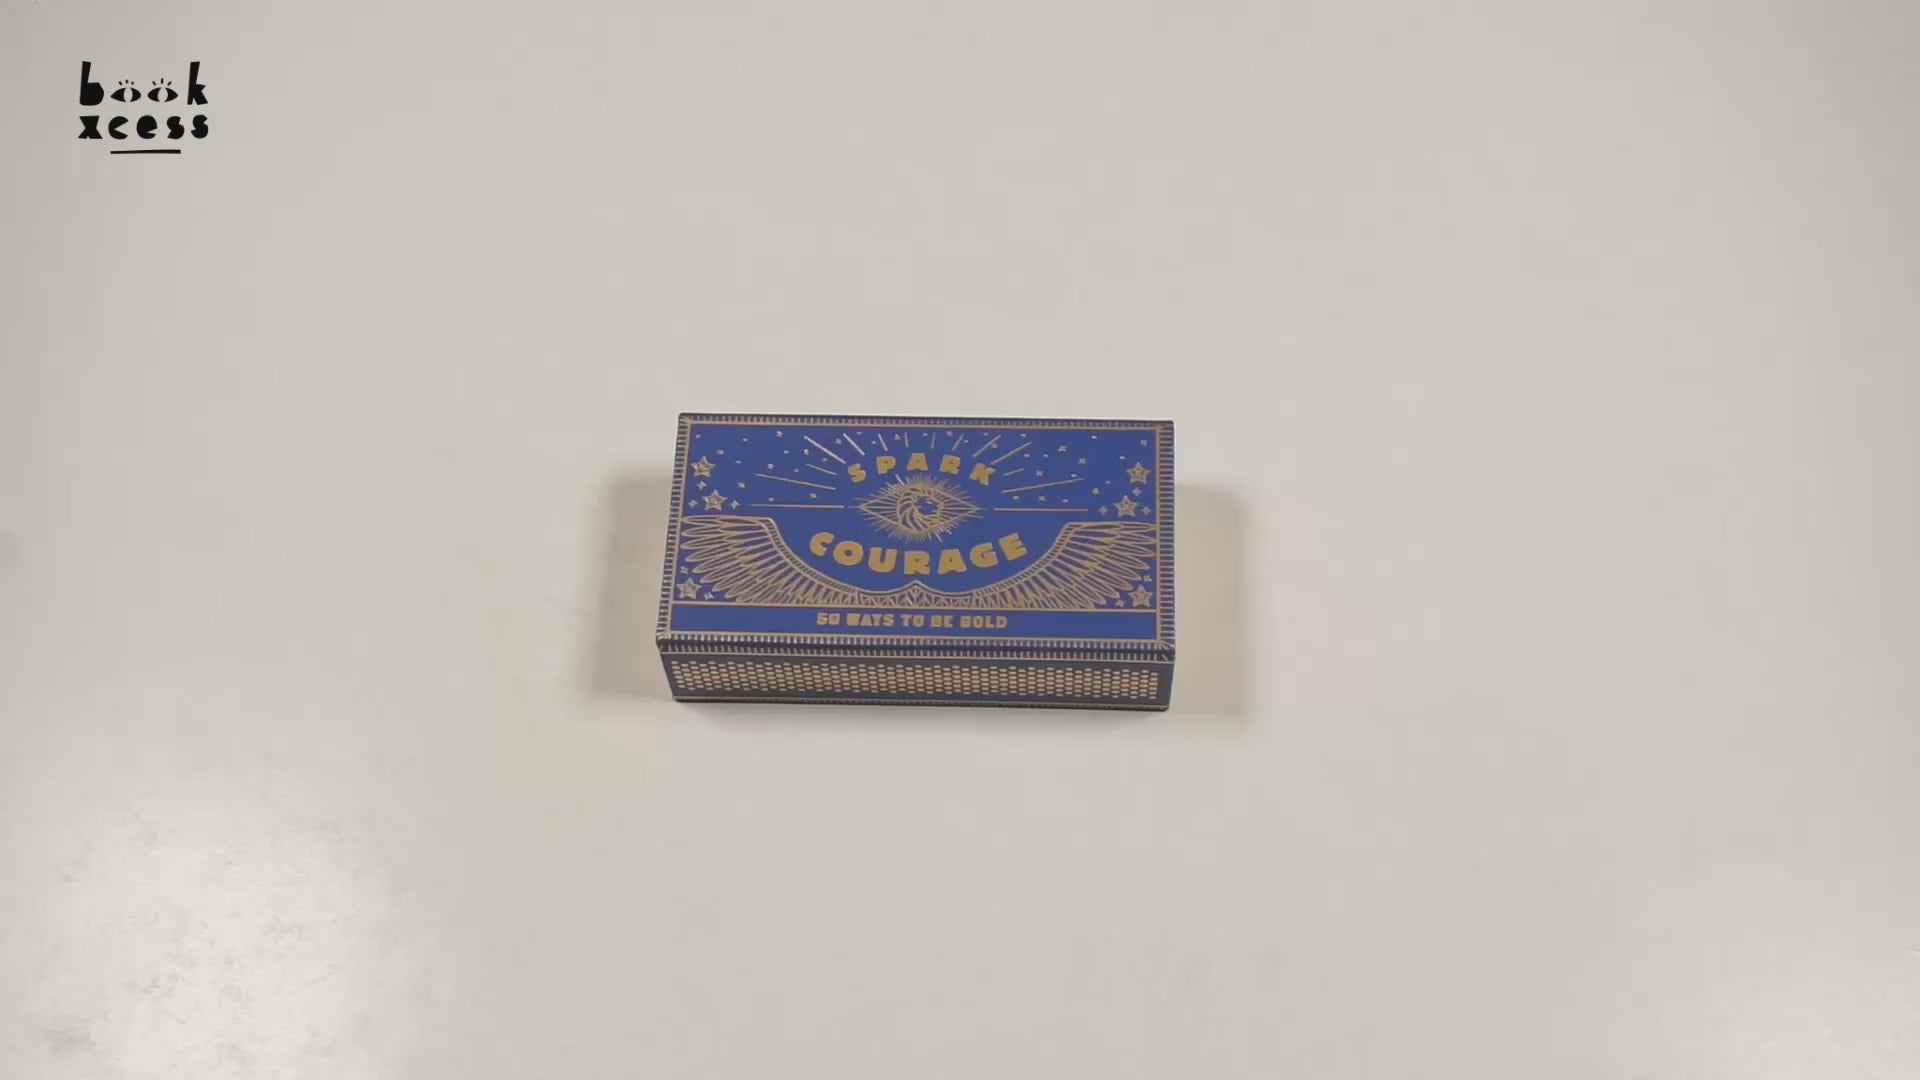 book
xcess
SPARK
COURAGE
50 WAYS TO BE BOLD